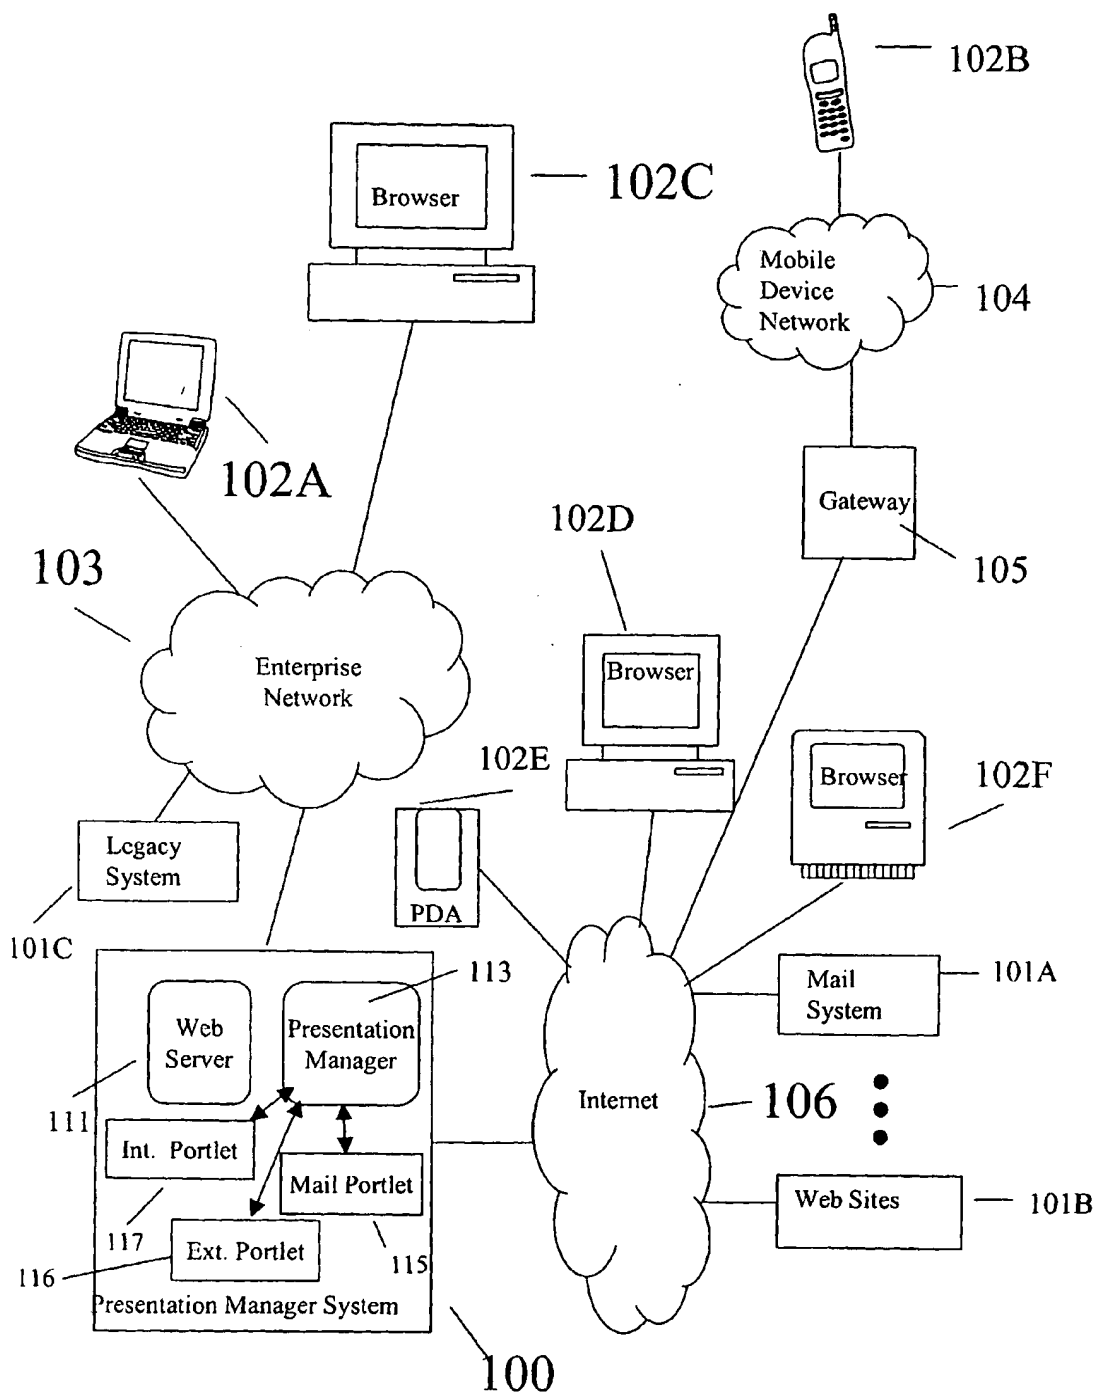 102B
102C
Browser
Mobile
Device
Network
104
102A
Gateway
105
102D
103
Enterprise
Network
Browser
102E
Browser
102F
Legacy
System
101C
PDA
113
Web
Server
Presentation
Manager
111
Int. Portlet
Mail Portlet
117
115
116
Ext. Portlet
Presentation Manager System
100
Internet
106
Mail
System
101A
Web Sites
101B